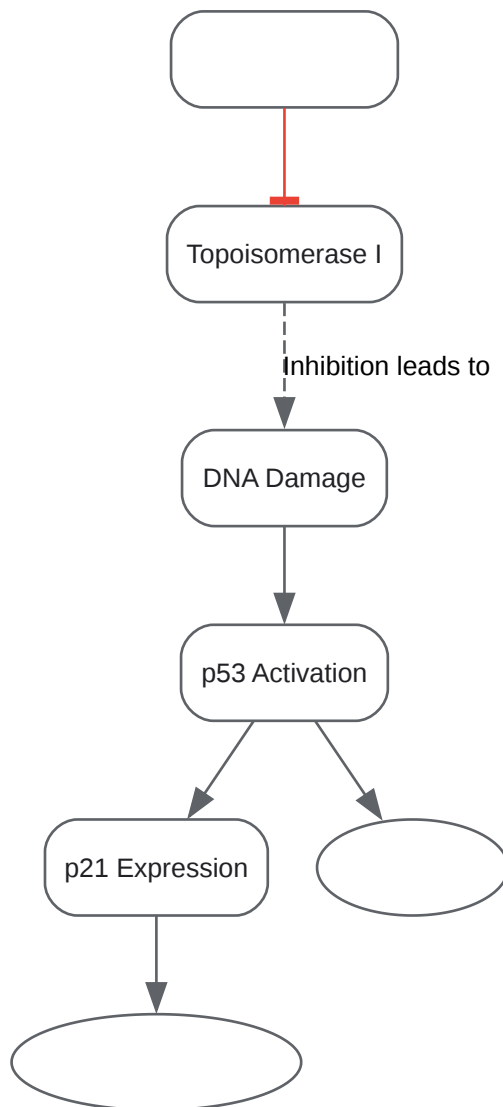 Topoisomerase I
Inhibition leads to
DNA Damage
p53 Activation
p21 Expression